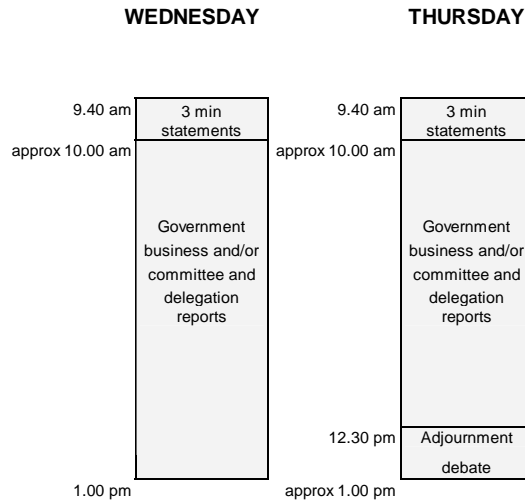 WEDNESDAY
9.40 am
3 min
statements
approx 10.00 am
Government
business and/or
committee and
delegation
reports
1.00 pm
THURSDAY
9.40 am
3 min
statements
approx 10.00 am
Government
business and/or
committee and
delegation
reports
12.30 pm
Adjournment
debate
approx 1.00 pm